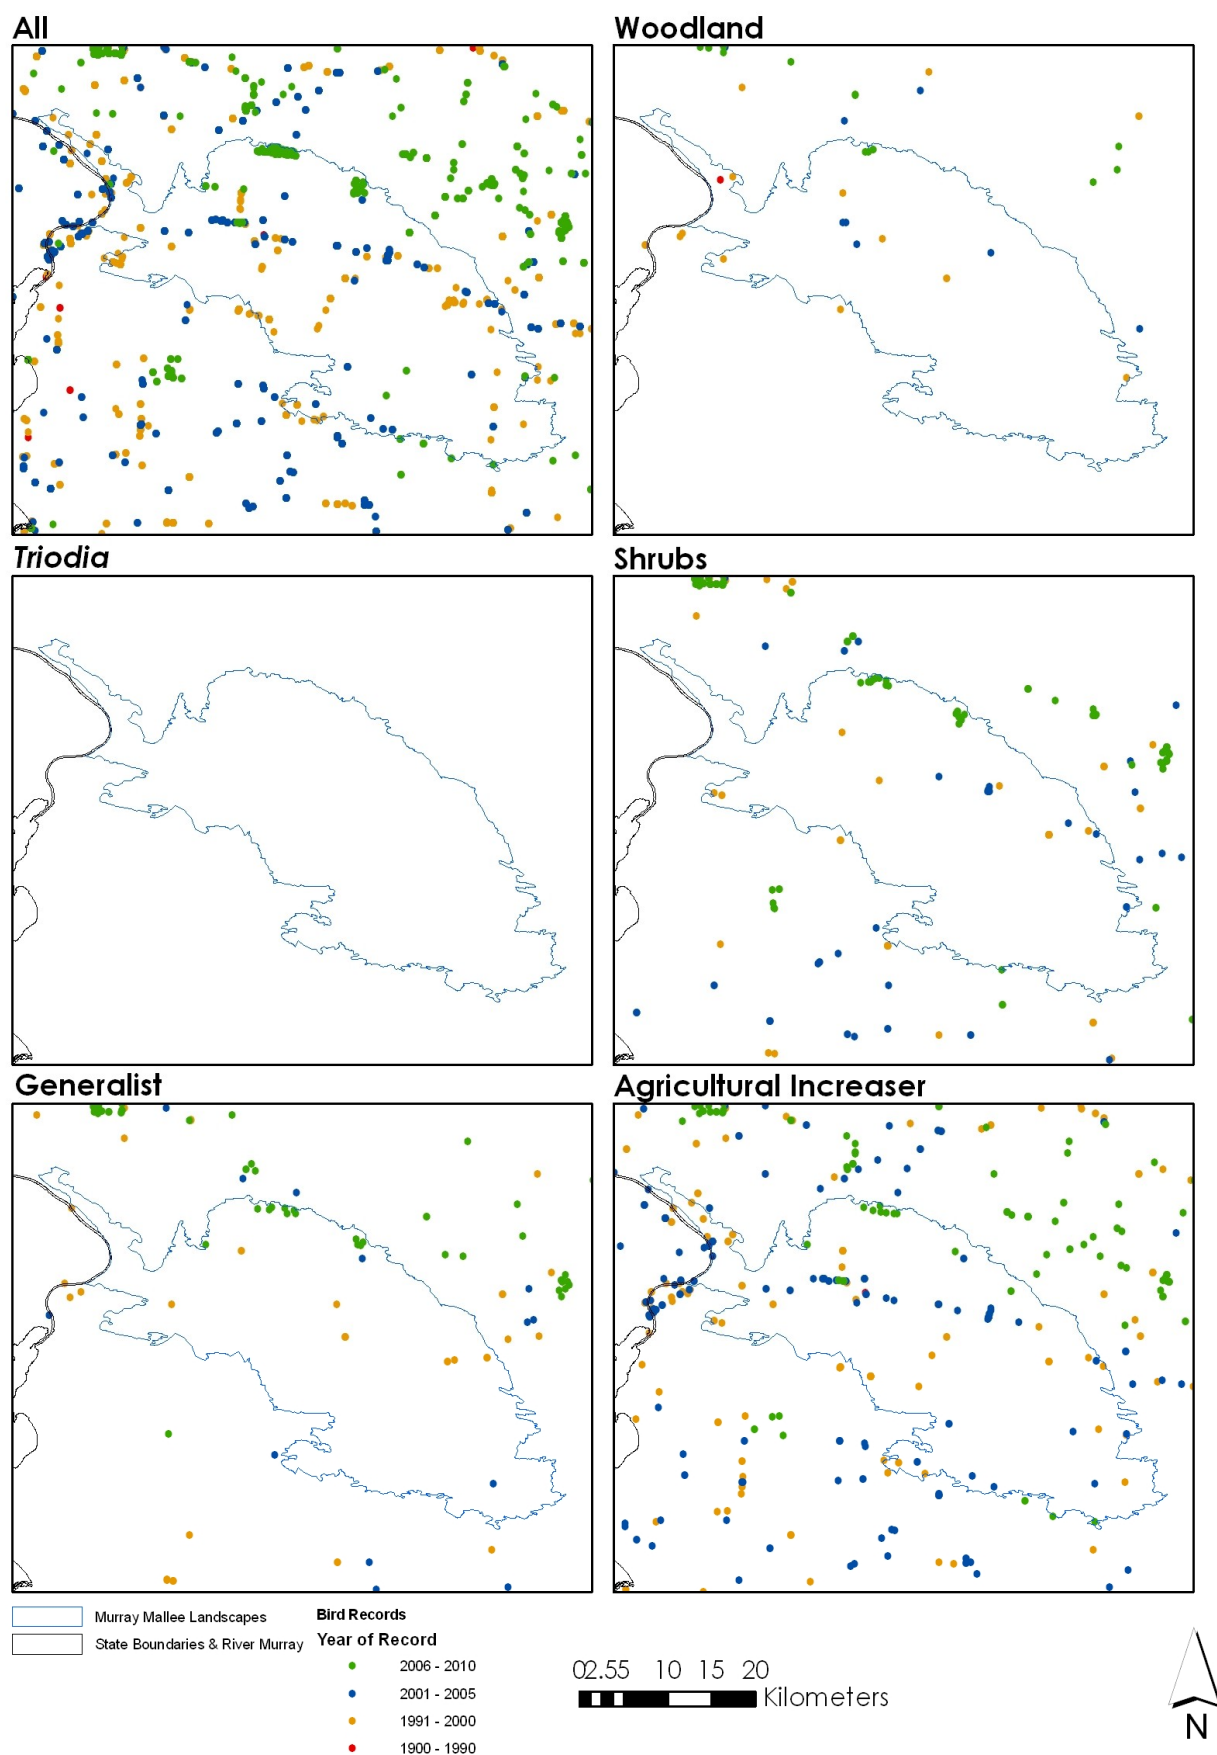 All
Woodland
Triodia
Shrubs
Generalist
Agricultural Increaser
Murray Mallee Landscapes
State Boundaries & River Murray
Bird Records
Year of Record
2006 - 2010
2001 - 2005
1991 - 2000
1900 - 1990
02.55 10 15 20
Kilometers
N